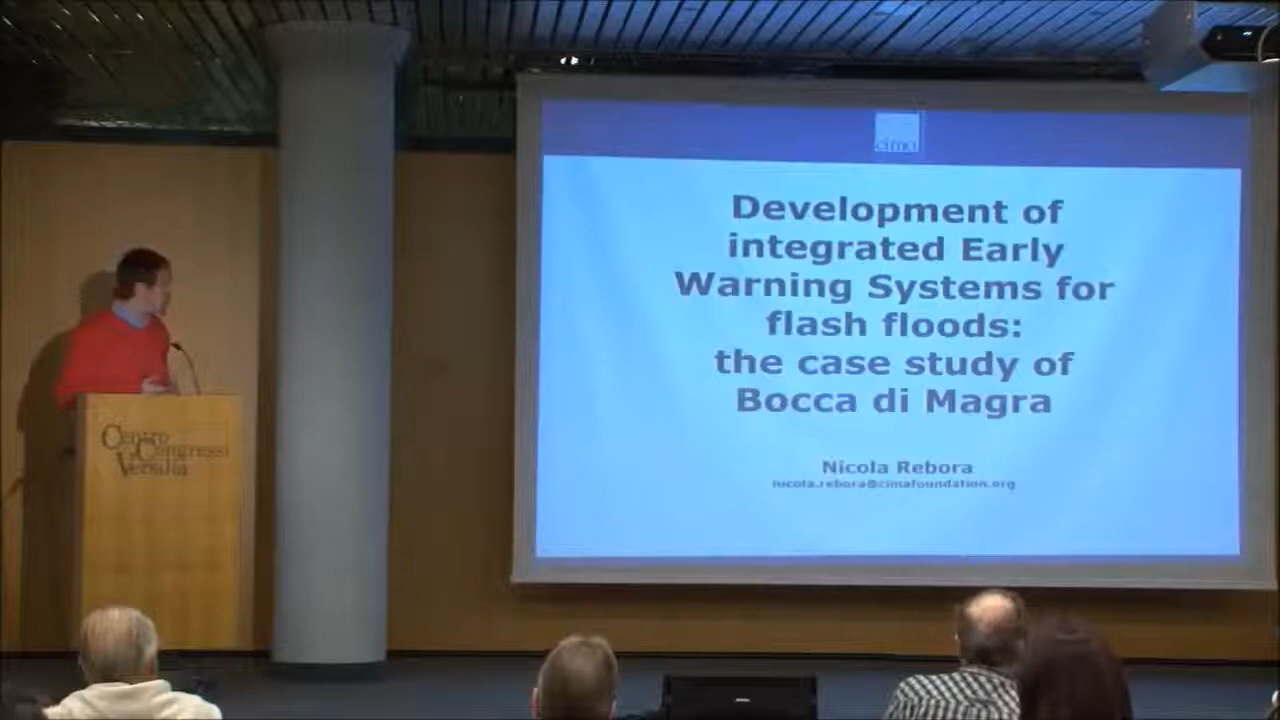 cima
Development of
integrated Early
Warning Systems for
flash floods:
the case study of
Bocca di Magra
Nicola Rebora
nicola.rebora@cimafoundation.org
Centro
Congressi
Versilia